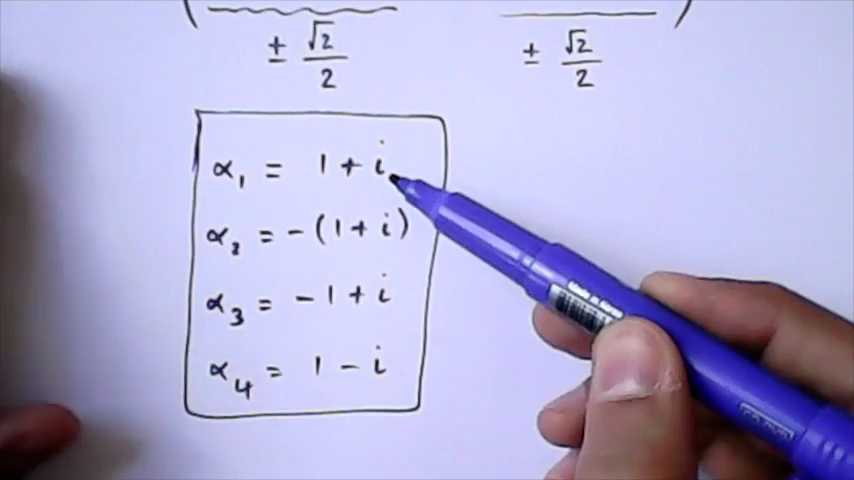 ± √2/2 ± √2/2
α₁ = 1 + i
α₂ = -(1 + i)
α₃ = -1 + i
α₄ = 1 - i